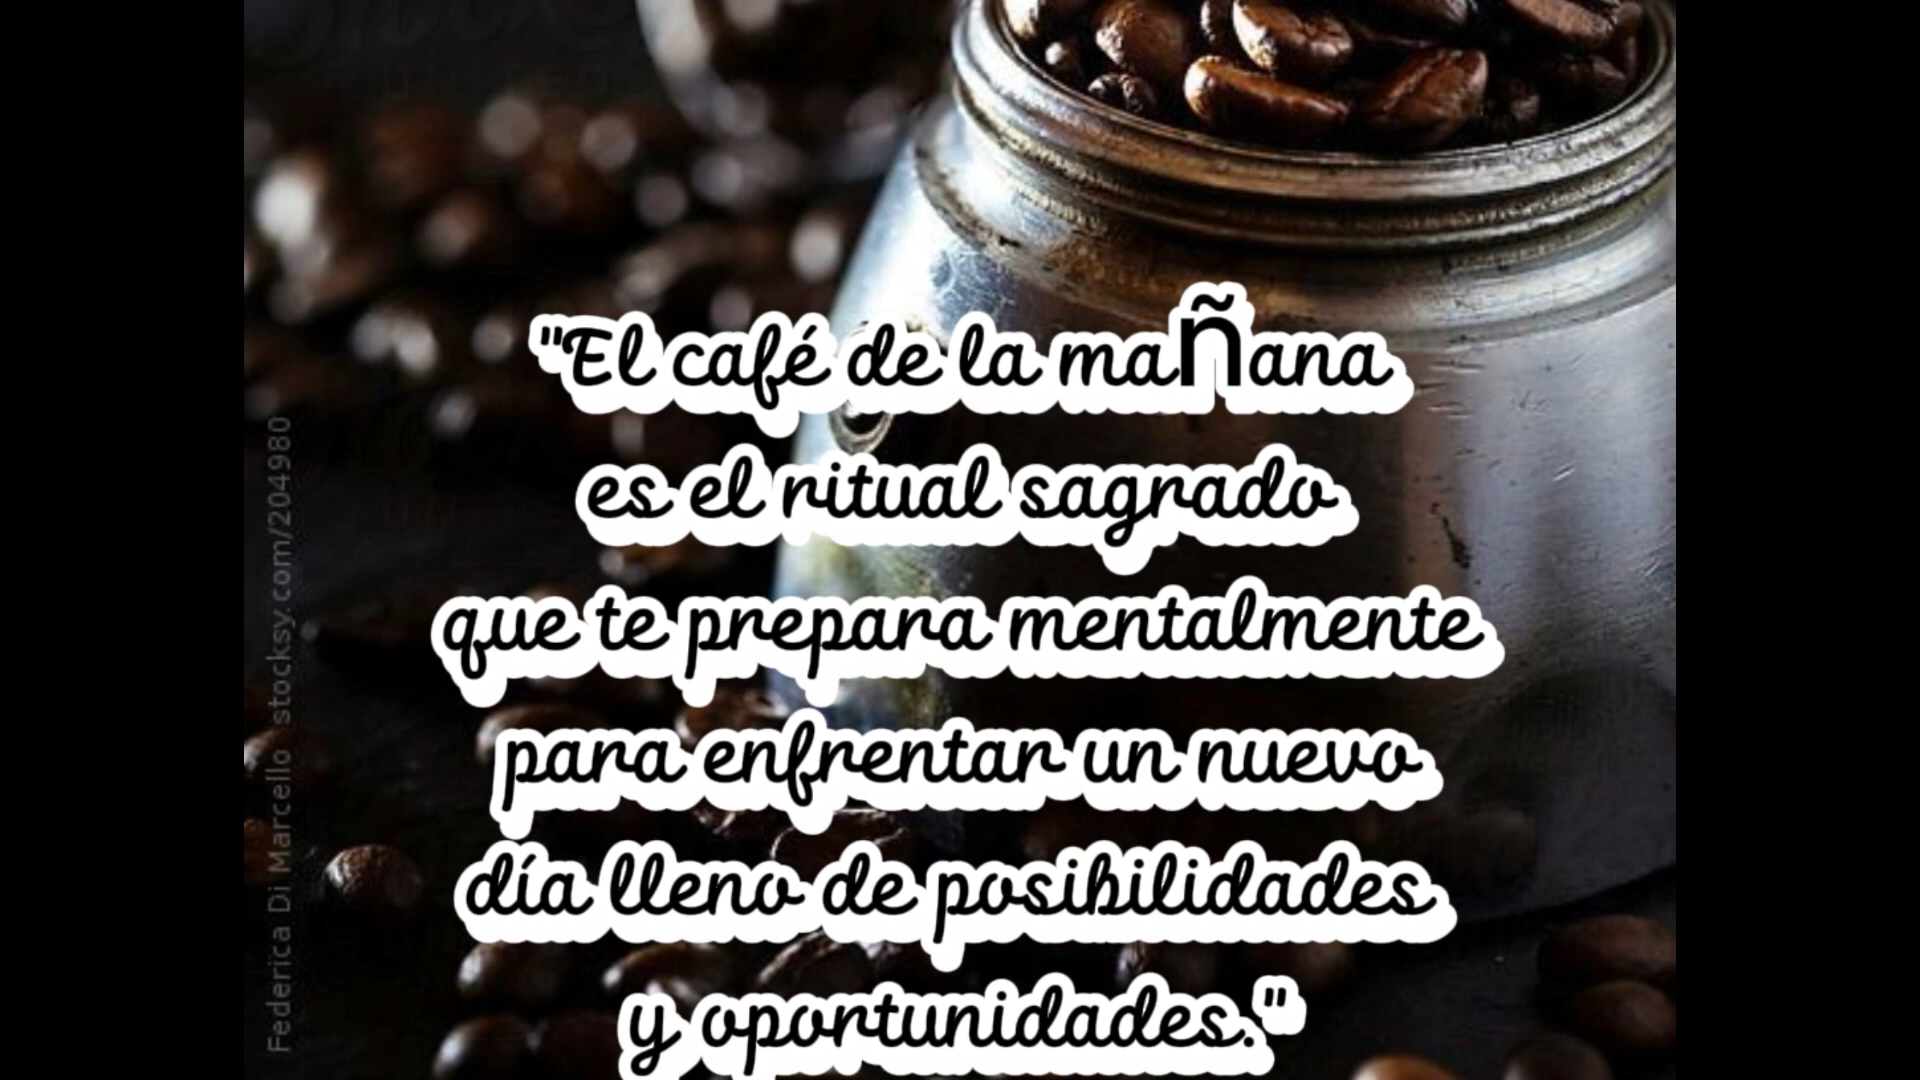 "El café de la mañana
es el ritual sagrado
que te prepara mentalmente
para enfrentar un nuevo
día lleno de posibilidades
y oportunidades."
Federica Di Marcello stocksy.com/204980